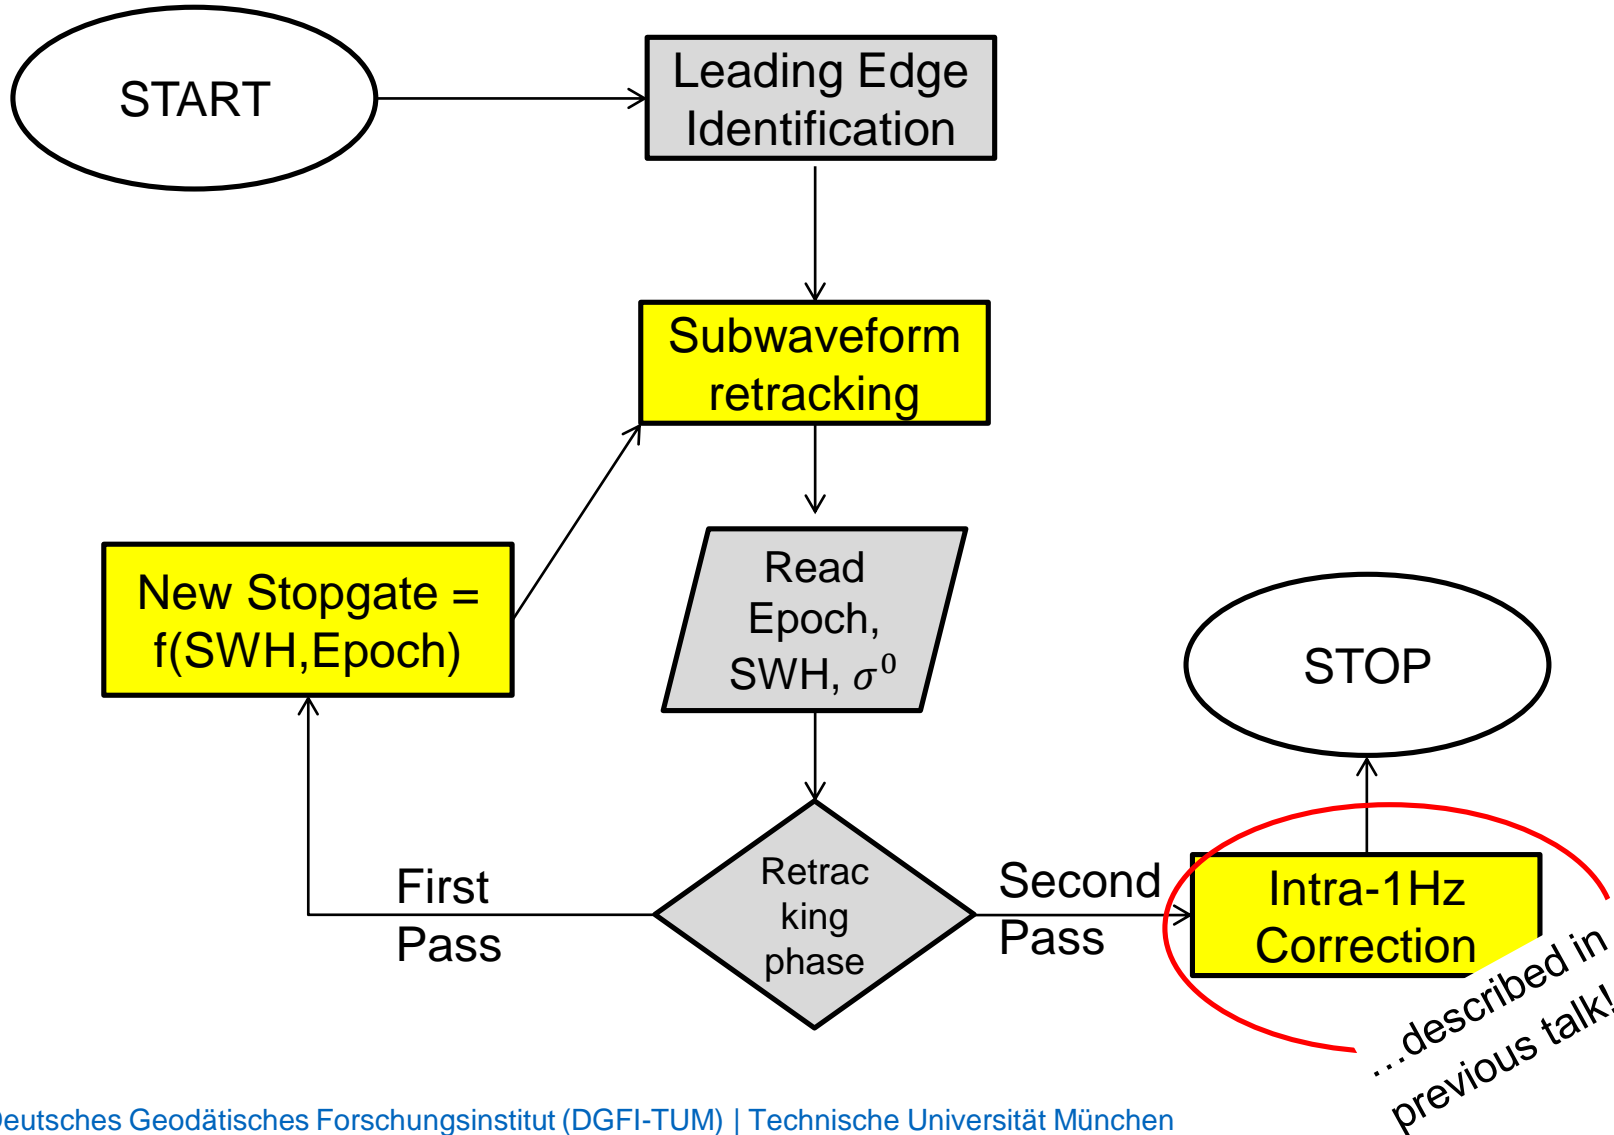 START
Leading Edge
Identification
Subwaveform
retracking
New Stopgate =
f(SWH,Epoch)
Read
Epoch,
SWH, σ⁰
STOP
Retrac
king
phase
First
Pass
Second
Pass
Intra-1Hz
Correction
...described in
previous talk!
Deutsches Geodätisches Forschungsinstitut (DGFI-TUM) | Technische Universität München